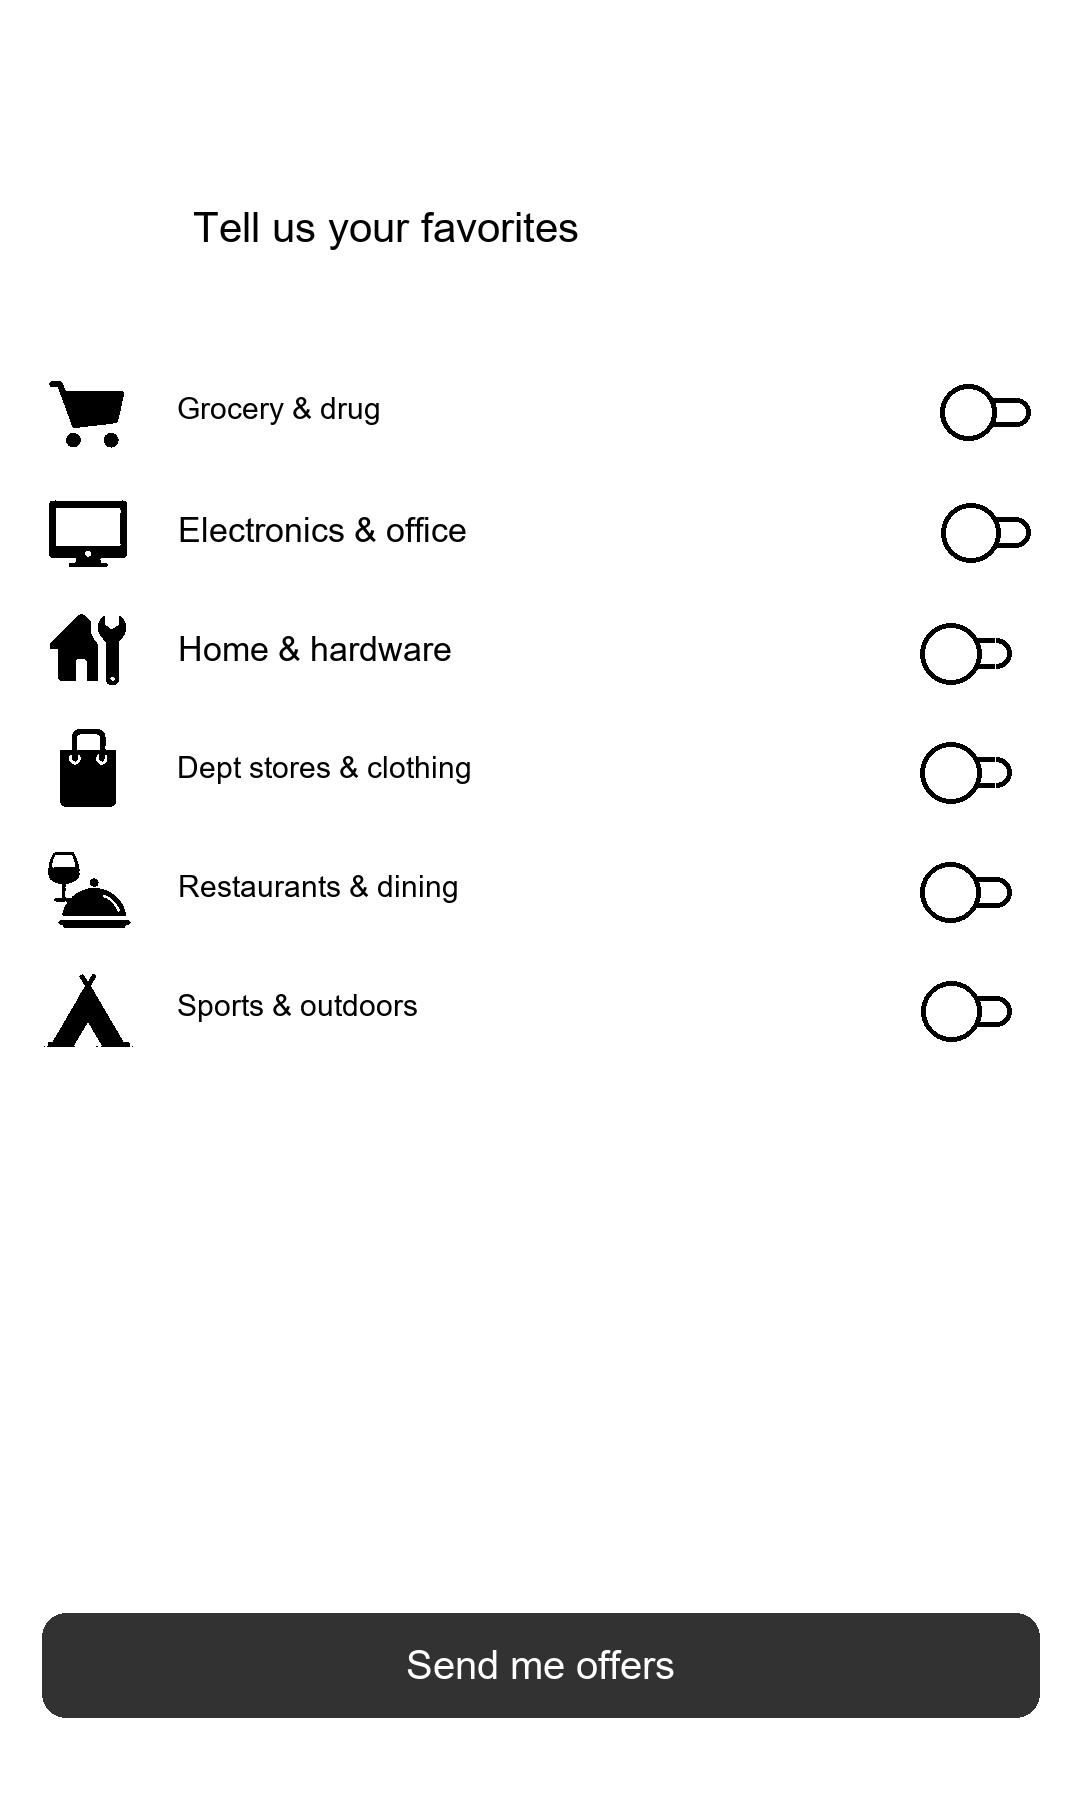 Tell us your favorites
Grocery & drug
Electronics & office
Home & hardware
Dept stores & clothing
Restaurants & dining
Sports & outdoors
Send me offers